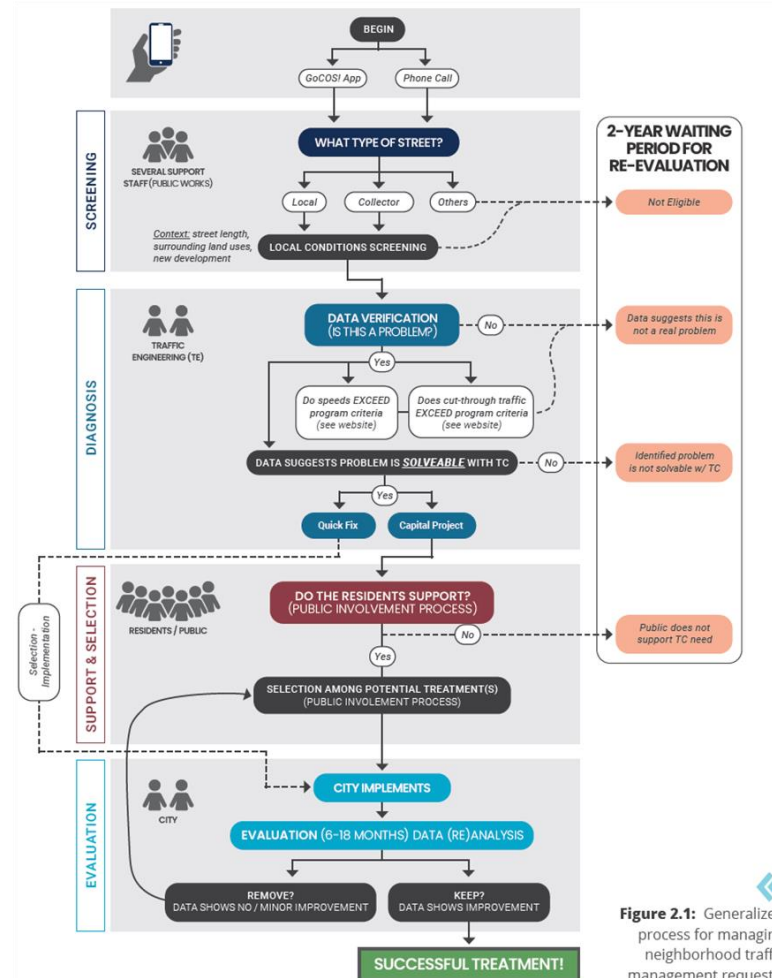 BEGIN
GoCOS! App
Phone Call
SCREENING
SEVERAL SUPPORT
STAFF (PUBLIC WORKS)
WHAT TYPE OF STREET?
Local
Collector
Others
Context: street length,
surrounding land uses,
new development
LOCAL CONDITIONS SCREENING
2-YEAR WAITING
PERIOD FOR
RE-EVALUATION
Not Eligible
DIAGNOSIS
TRAFFIC
ENGINEERING (TE)
DATA VERIFICATION
(IS THIS A PROBLEM?)
No
Data suggests this is
not a real problem
Yes
Do speeds EXCEED
program criteria
(see website)
Does cut-through traffic
EXCEED program criteria
(see website)
DATA SUGGESTS PROBLEM IS SOLVEABLE WITH TC
No
Identified problem
is not solvable w/ TC
Yes
Quick Fix
Capital Project
Selection -
Implementation
SUPPORT & SELECTION
RESIDENTS / PUBLIC
DO THE RESIDENTS SUPPORT?
(PUBLIC INVOLVEMENT PROCESS)
No
Public does not
support TC need
Yes
SELECTION AMONG POTENTIAL TREATMENT(S)
(PUBLIC INVOLEMENT PROCESS)
EVALUATION
CITY
CITY IMPLEMENTS
EVALUATION (6-18 MONTHS) DATA (RE)ANALYSIS
REMOVE?
DATA SHOWS NO / MINOR IMPROVEMENT
KEEP?
DATA SHOWS IMPROVEMENT
SUCCESSFUL TREATMENT!
Figure 2.1: Generalize
process for managin
neighborhood traff
management reques